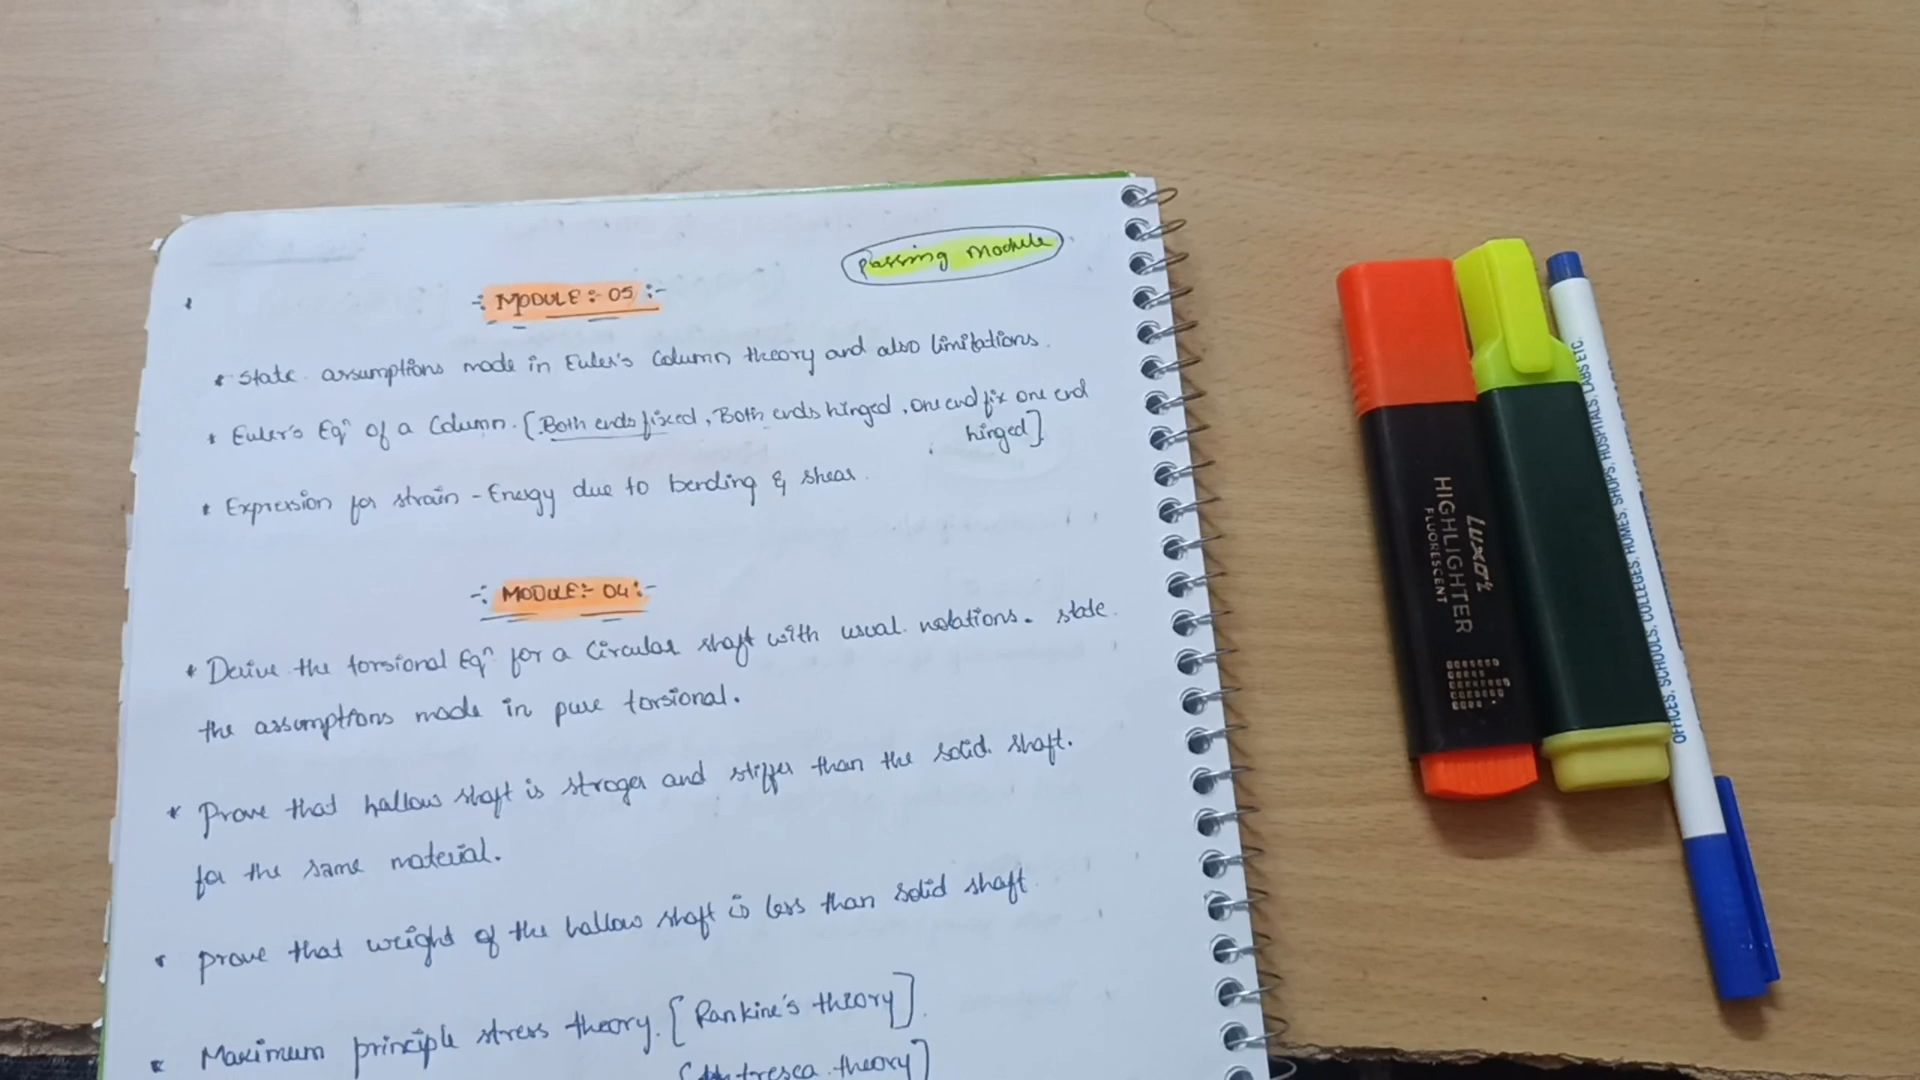 Passing Module
-: MODULE :- 05 :-
* State assumptions made in Euler's Column theory and also limitations.
* Euler's Eqⁿ of a Column. [Both ends fixed, Both ends hinged, one end fix one end
hinged].
* Expression for strain - Energy due to bending & shear.
-: MODULE :- 04 :-
* Derive the torsional Eqⁿ for a Circular shaft with usual notations. State
the assumptions made in pure torsional.
* Prove that hallow shaft is stroger and stiffer than the solid shaft.
for the same material.
* prove that weight of the hallow shaft is less than solid shaft
* Maximum principle stress theory. [Rankine's theory].
tresca theory]
Luxor
HIGHLIGHTER
FLUORESCENT
OFFICES, SCHOOLS, COLLEGES, HOMES, SHOPS, HOSPITALS, LABS ETC.